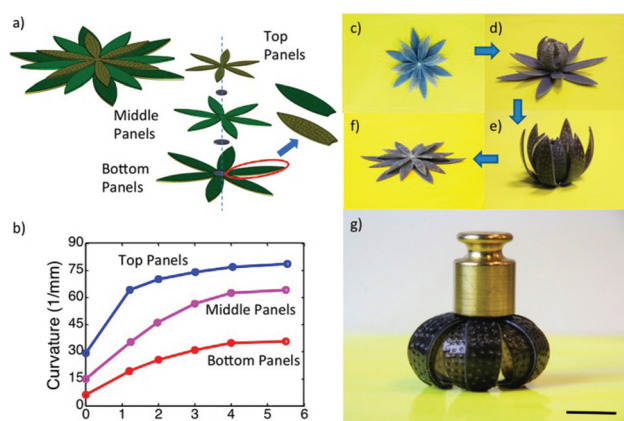 a)
Top
Panels
Middle
Panels
Bottom
Panels
b)
Curvature (1/mm)
90
75
60
45
30
15
0
Top Panels
Middle Panels
Bottom Panels
0 1 2 3 4 5 6
c)
d)
f)
e)
g)